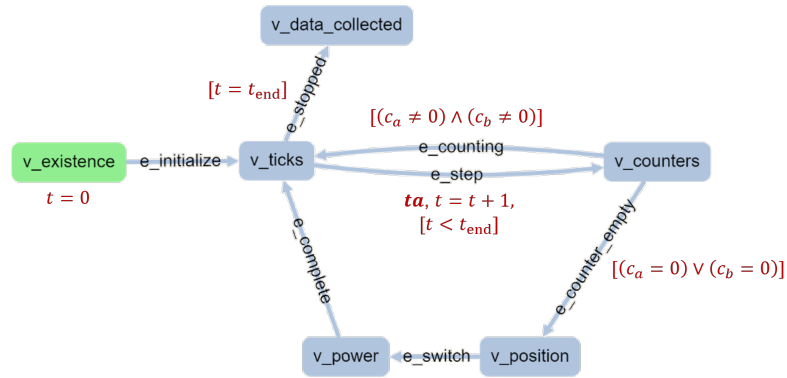 v_data_collected
[t = t_end]
e_stopped
[(c_a ≠ 0) ∧ (c_b ≠ 0)]
v_existence
e_initialize
v_ticks
e_counting
v_counters
e_step
t = 0
ta, t = t + 1,
[t < t_end]
e_complete
e_counter_empty
[(c_a = 0) ∨ (c_b = 0)]
v_power
e_switch
v_position